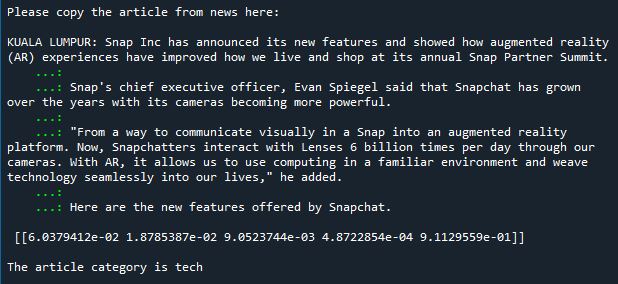 Please copy the article from news here:
KUALA LUMPUR: Snap Inc has announced its new features and showed how augmented reality
(AR) experiences have improved how we live and shop at its annual Snap Partner Summit.
...:
...: Snap's chief executive officer, Evan Spiegel said that Snapchat has grown
over the years with its cameras becoming more powerful.
...:
...: "From a way to communicate visually in a Snap into an augmented reality
platform. Now, Snapchatters interact with Lenses 6 billion times per day through our
cameras. With AR, it allows us to use computing in a familiar environment and weave
technology seamlessly into our lives," he added.
...:
...: Here are the new features offered by Snapchat.
[[6.0379412e-02 1.8785387e-02 9.0523744e-03 4.8722854e-04 9.1129559e-01]]
The article category is tech